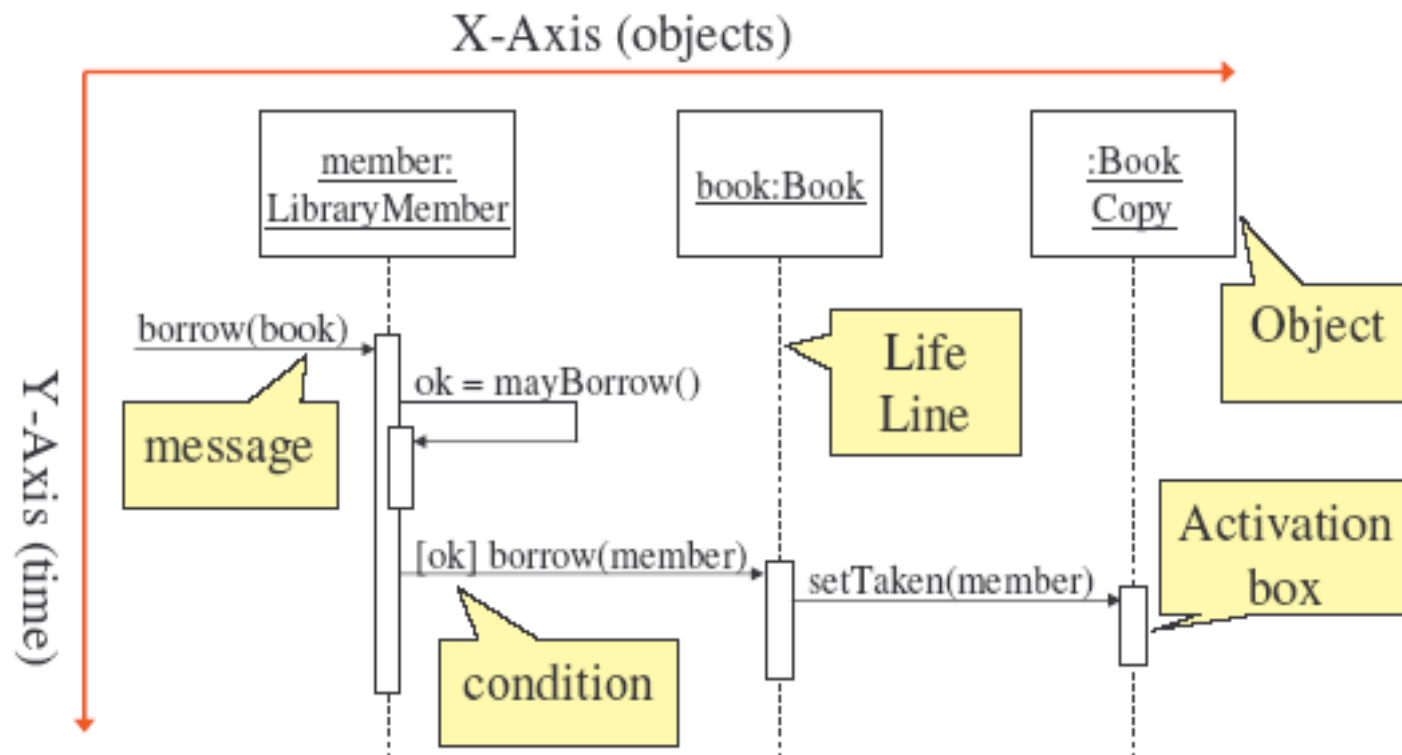 X-Axis (objects)
member:
LibraryMember
book:Book
:Book
Copy
Object
borrow(book)
Life
Line
ok = mayBorrow()
message
Y-Axis (time)
Activation
box
[ok] borrow(member)
setTaken(member)
condition